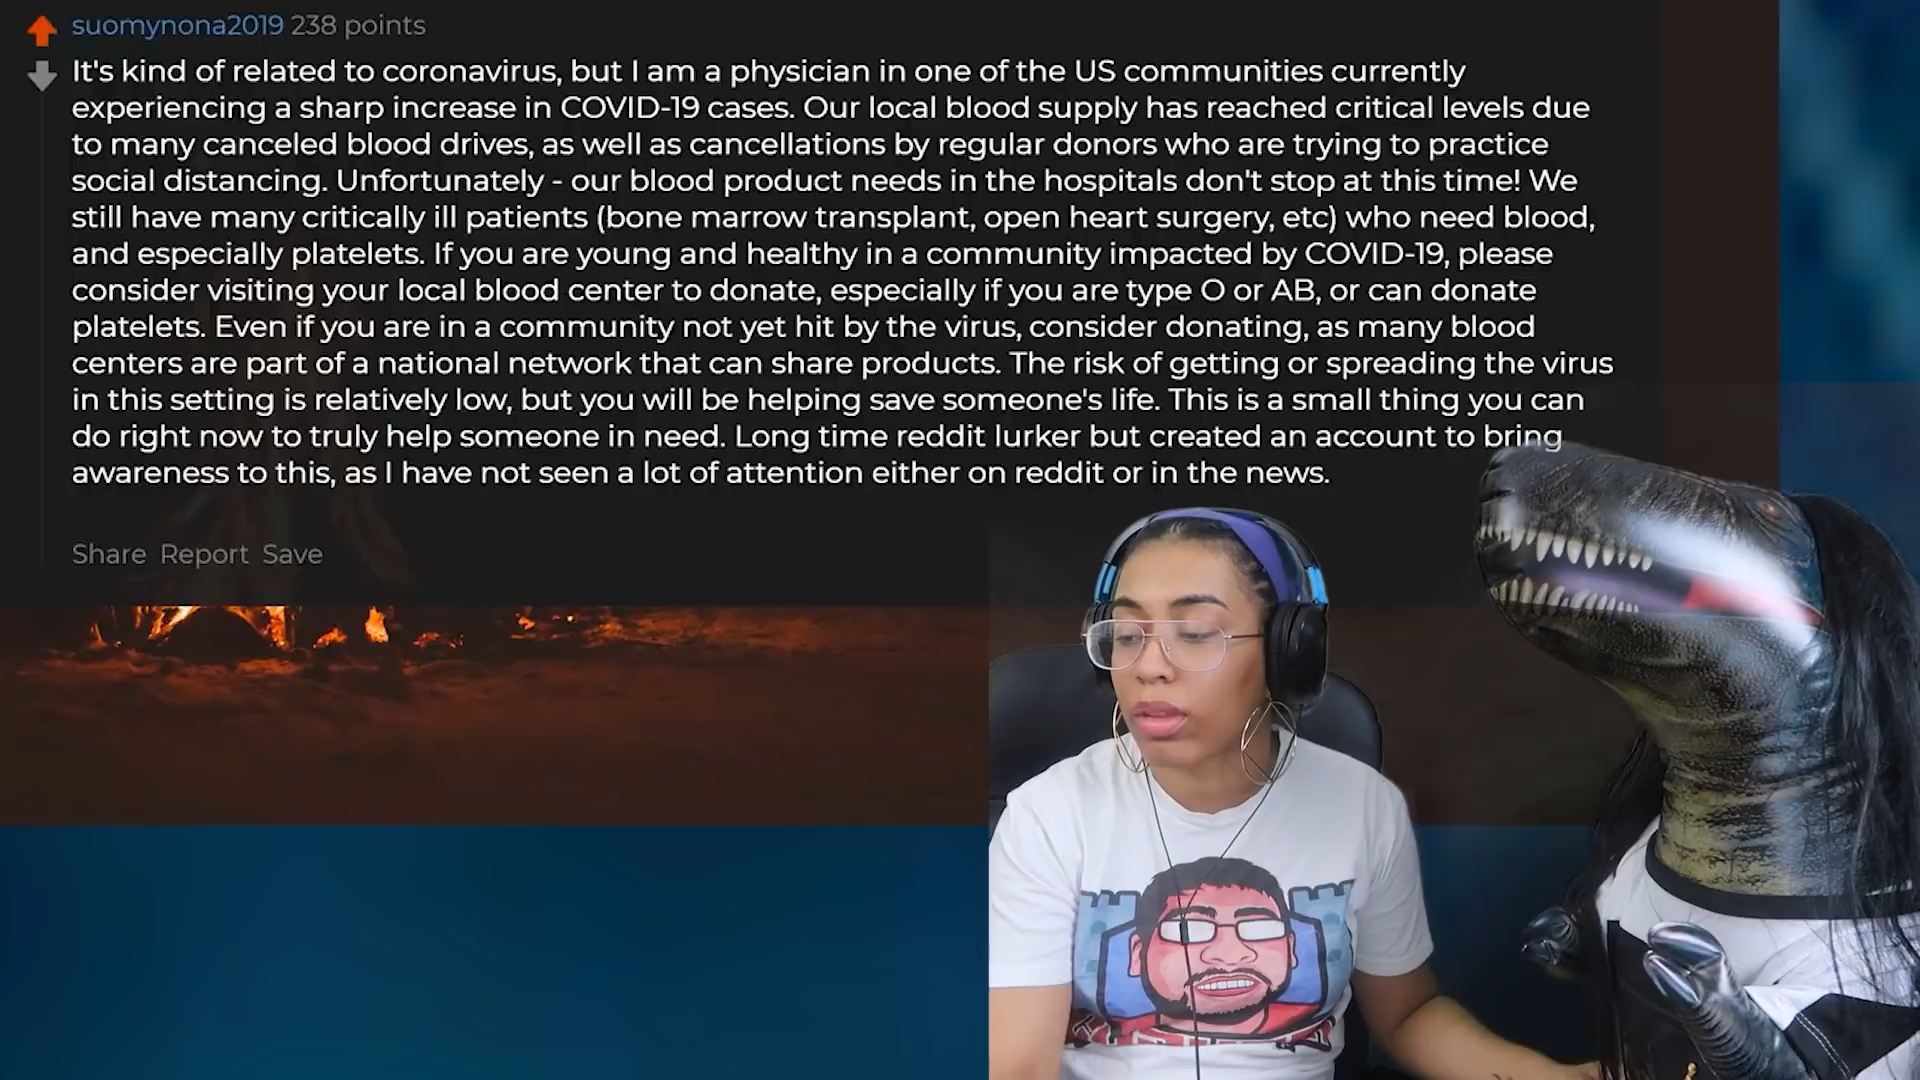 suomynona2019 238 points
It's kind of related to coronavirus, but I am a physician in one of the US communities currently
experiencing a sharp increase in COVID-19 cases. Our local blood supply has reached critical levels due
to many canceled blood drives, as well as cancellations by regular donors who are trying to practice
social distancing. Unfortunately - our blood product needs in the hospitals don't stop at this time! We
still have many critically ill patients (bone marrow transplant, open heart surgery, etc) who need blood,
and especially platelets. If you are young and healthy in a community impacted by COVID-19, please
consider visiting your local blood center to donate, especially if you are type O or AB, or can donate
platelets. Even if you are in a community not yet hit by the virus, consider donating, as many blood
centers are part of a national network that can share products. The risk of getting or spreading the virus
in this setting is relatively low, but you will be helping save someone's life. This is a small thing you can
do right now to truly help someone in need. Long time reddit lurker but created an account to bring
awareness to this, as I have not seen a lot of attention either on reddit or in the news.
Share Report Save